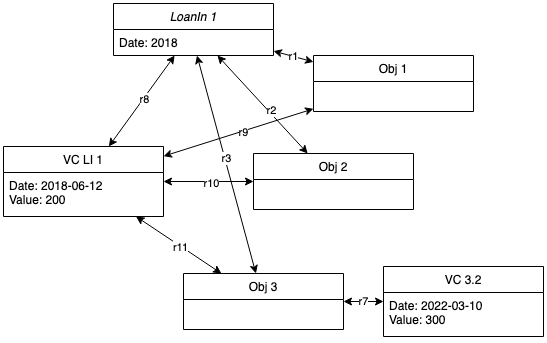 LoanIn 1
Date: 2018
r1
Obj 1
r8
r2
r9
r3
VC LI 1
Date: 2018-06-12
Value: 200
r10
Obj 2
r11
Obj 3
r7
VC 3.2
Date: 2022-03-10
Value: 300